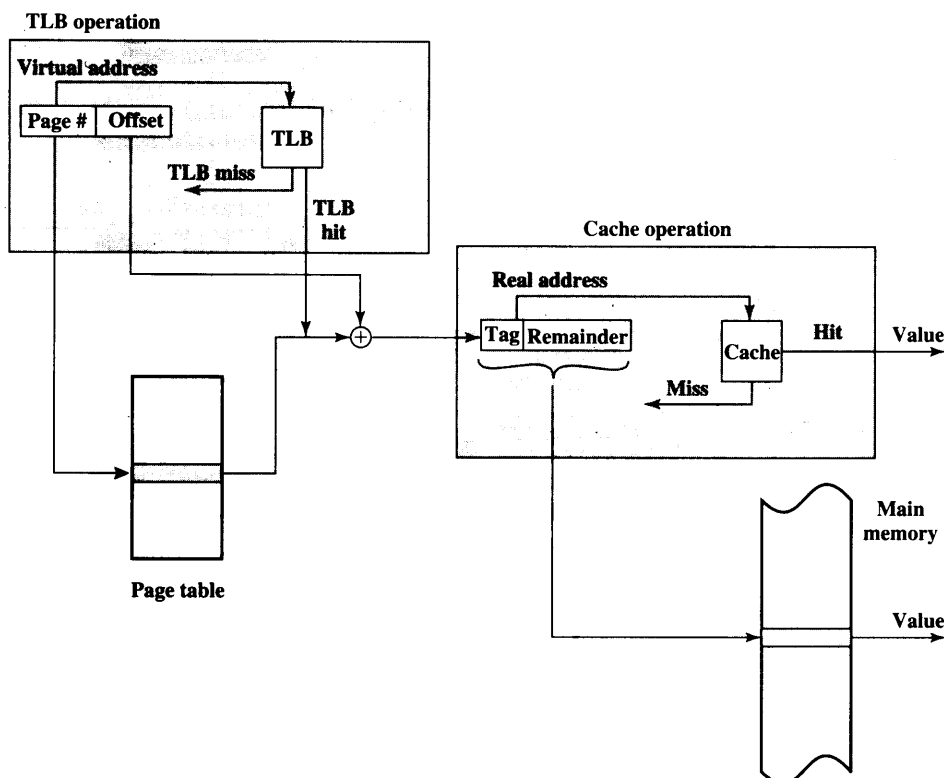 TLB operation
Virtual address
Page # Offset
TLB
TLB miss
TLB
hit
Cache operation
Real address
Tag Remainder
Cache
Hit
Value
Miss
Page table
Main
memory
Value